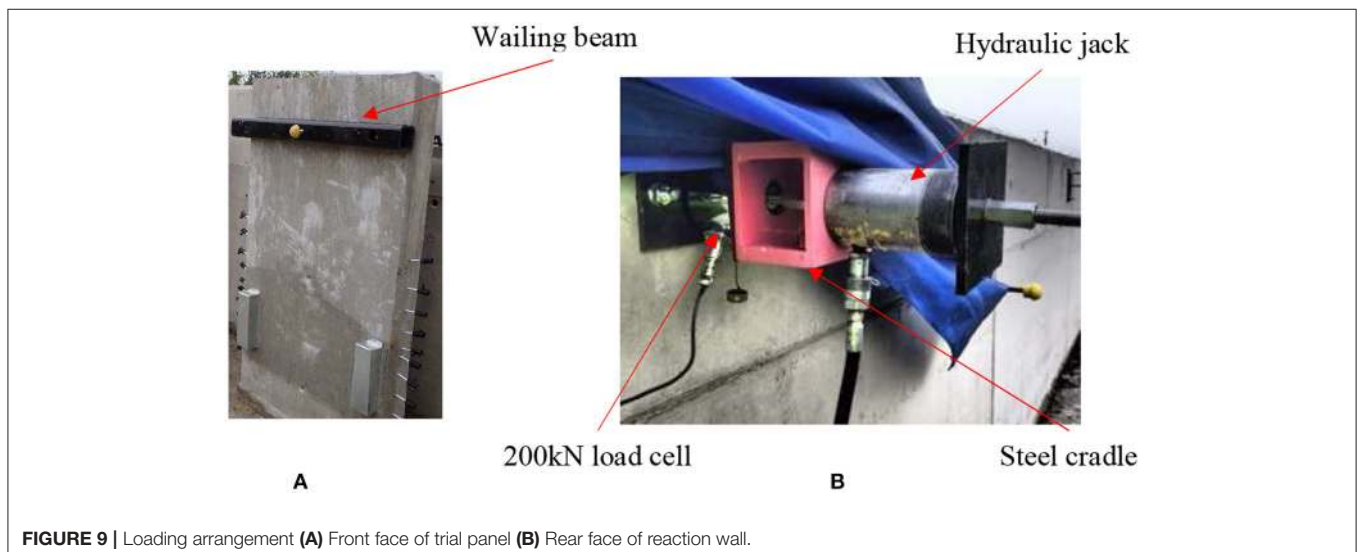 Wailing beam
Hydraulic jack
200kN load cell
Steel cradle
A
B
FIGURE 9 | Loading arrangement (A) Front face of trial panel (B) Rear face of reaction wall.